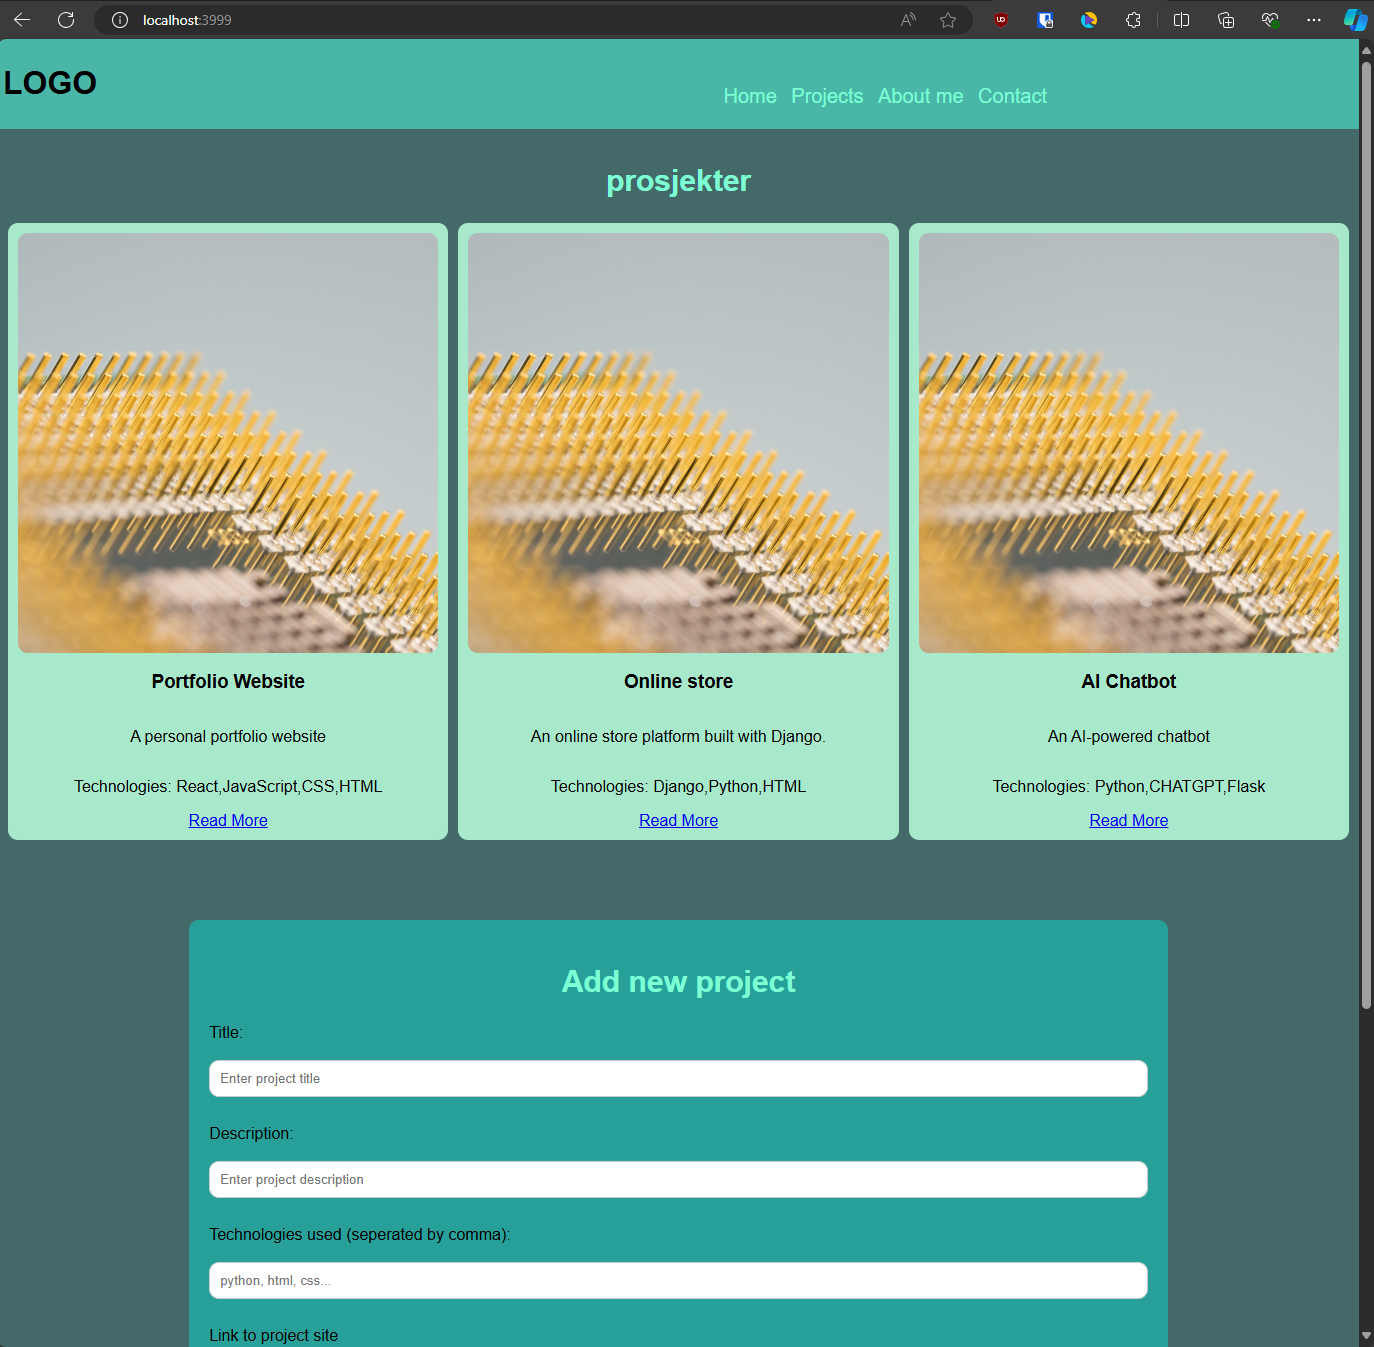 localhost:3999
LOGO
Home Projects About me Contact
prosjekter
Portfolio Website
A personal portfolio website
Technologies: React,JavaScript,CSS,HTML
Read More
Online store
An online store platform built with Django.
Technologies: Django,Python,HTML
Read More
AI Chatbot
An AI-powered chatbot
Technologies: Python,CHATGPT,Flask
Read More
Add new project
Title:
Enter project title
Description:
Enter project description
Technologies used (seperated by comma):
python, html, css...
Link to project site